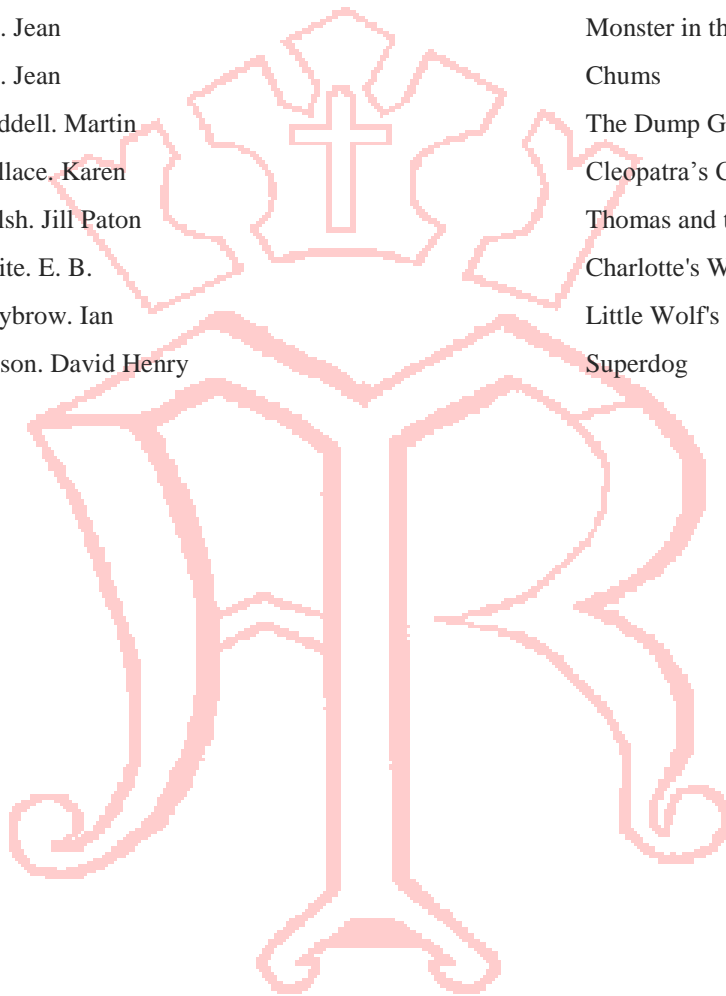 . Jean Monster in th
. Jean Chums
ddell. Martin The Dump G
llace. Karen Cleopatra’s C
lsh. Jill Paton Thomas and t
ite. E. B. Charlotte's W
ybrow. Ian Little Wolf's
son. David Henry Superdog